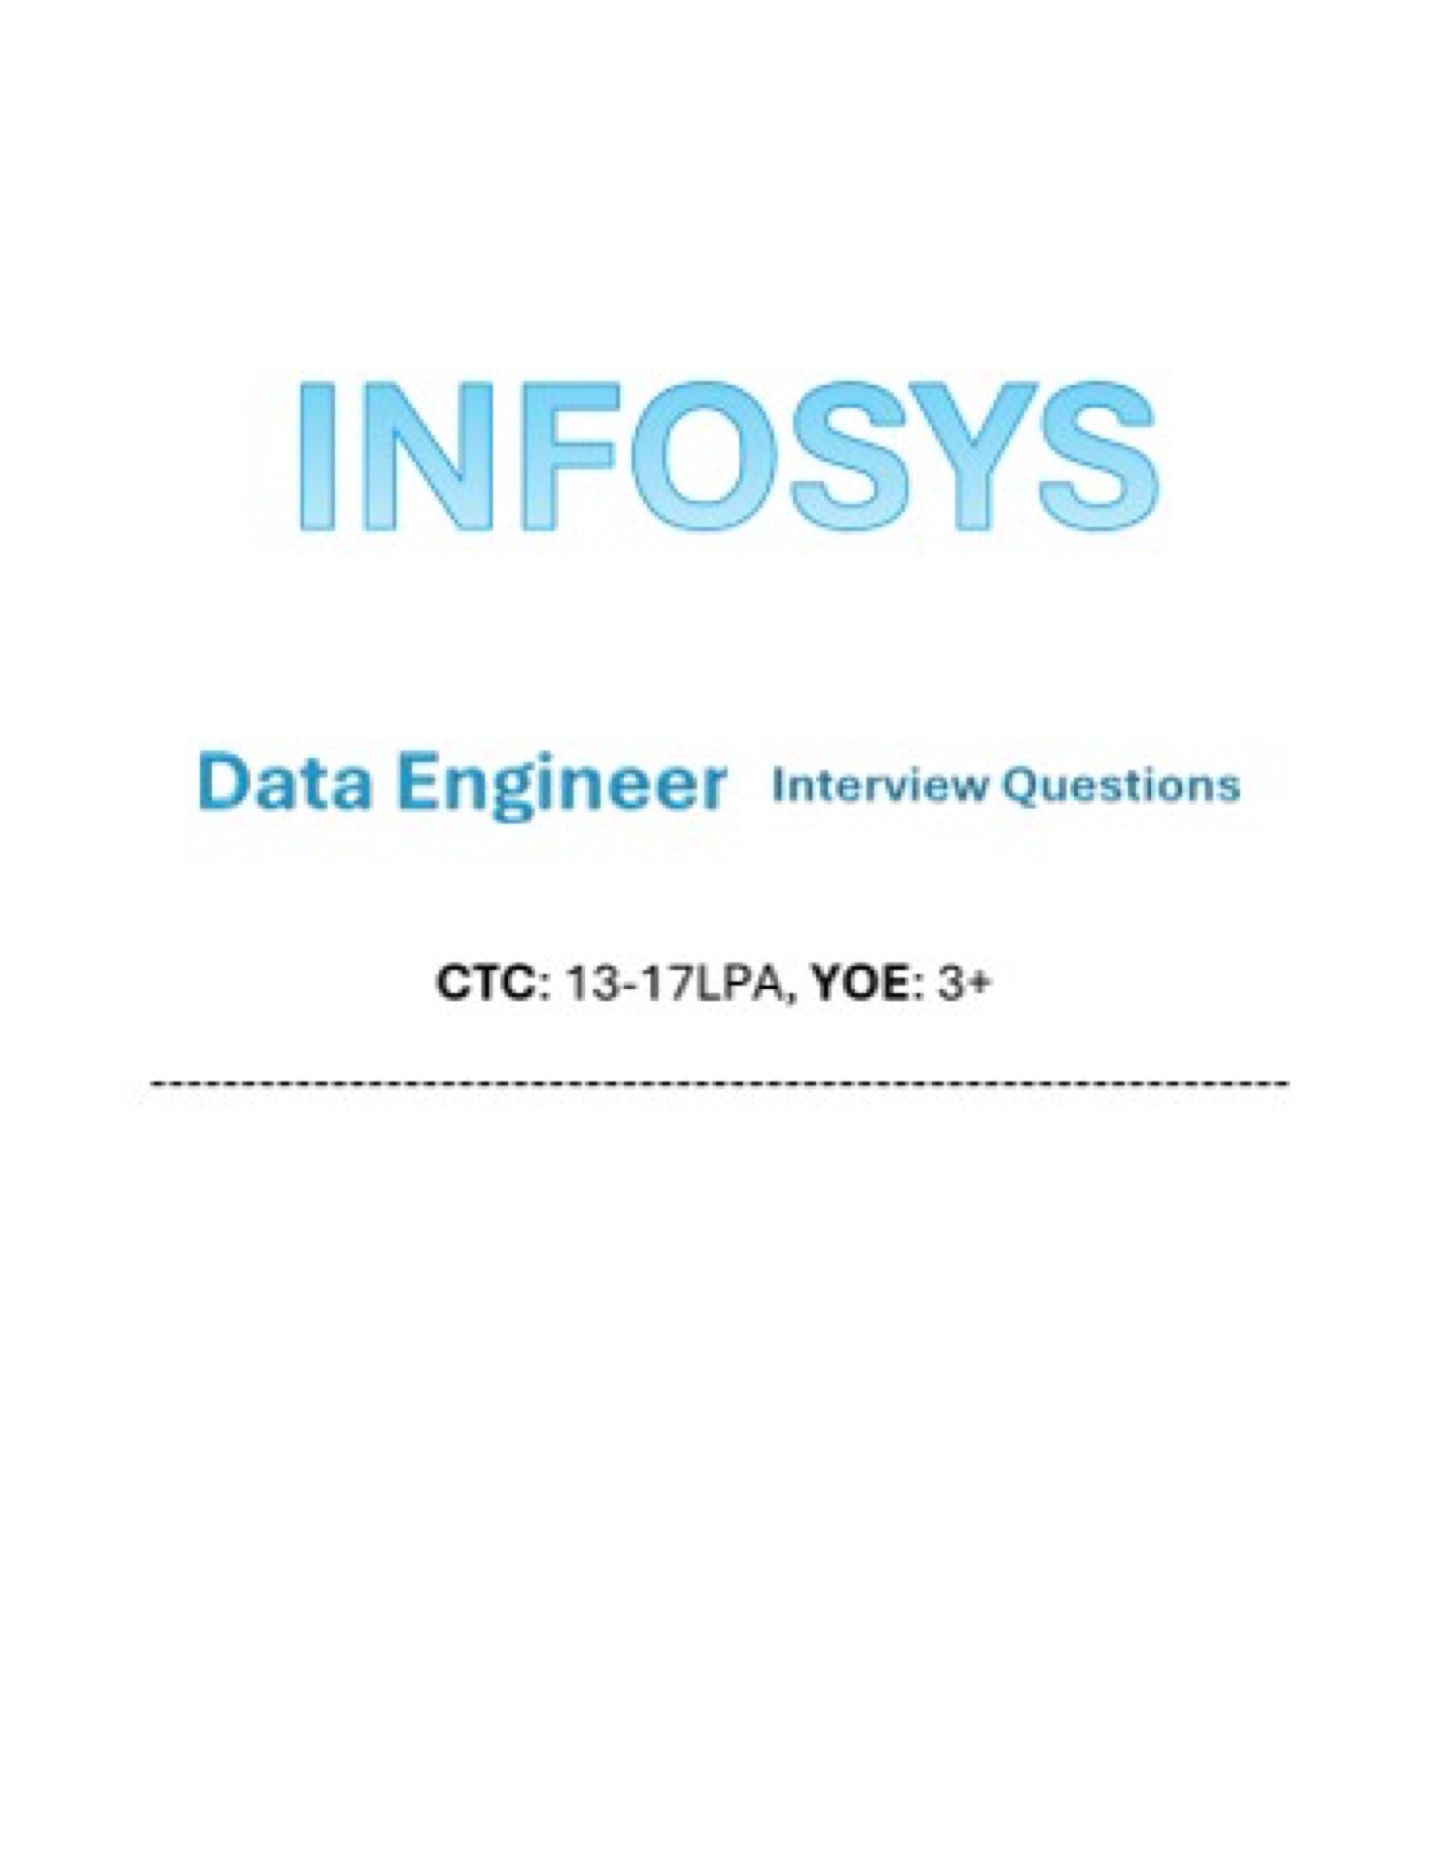 INFOSYS
Data Engineer Interview Questions
CTC: 13-17LPA, YOE: 3+